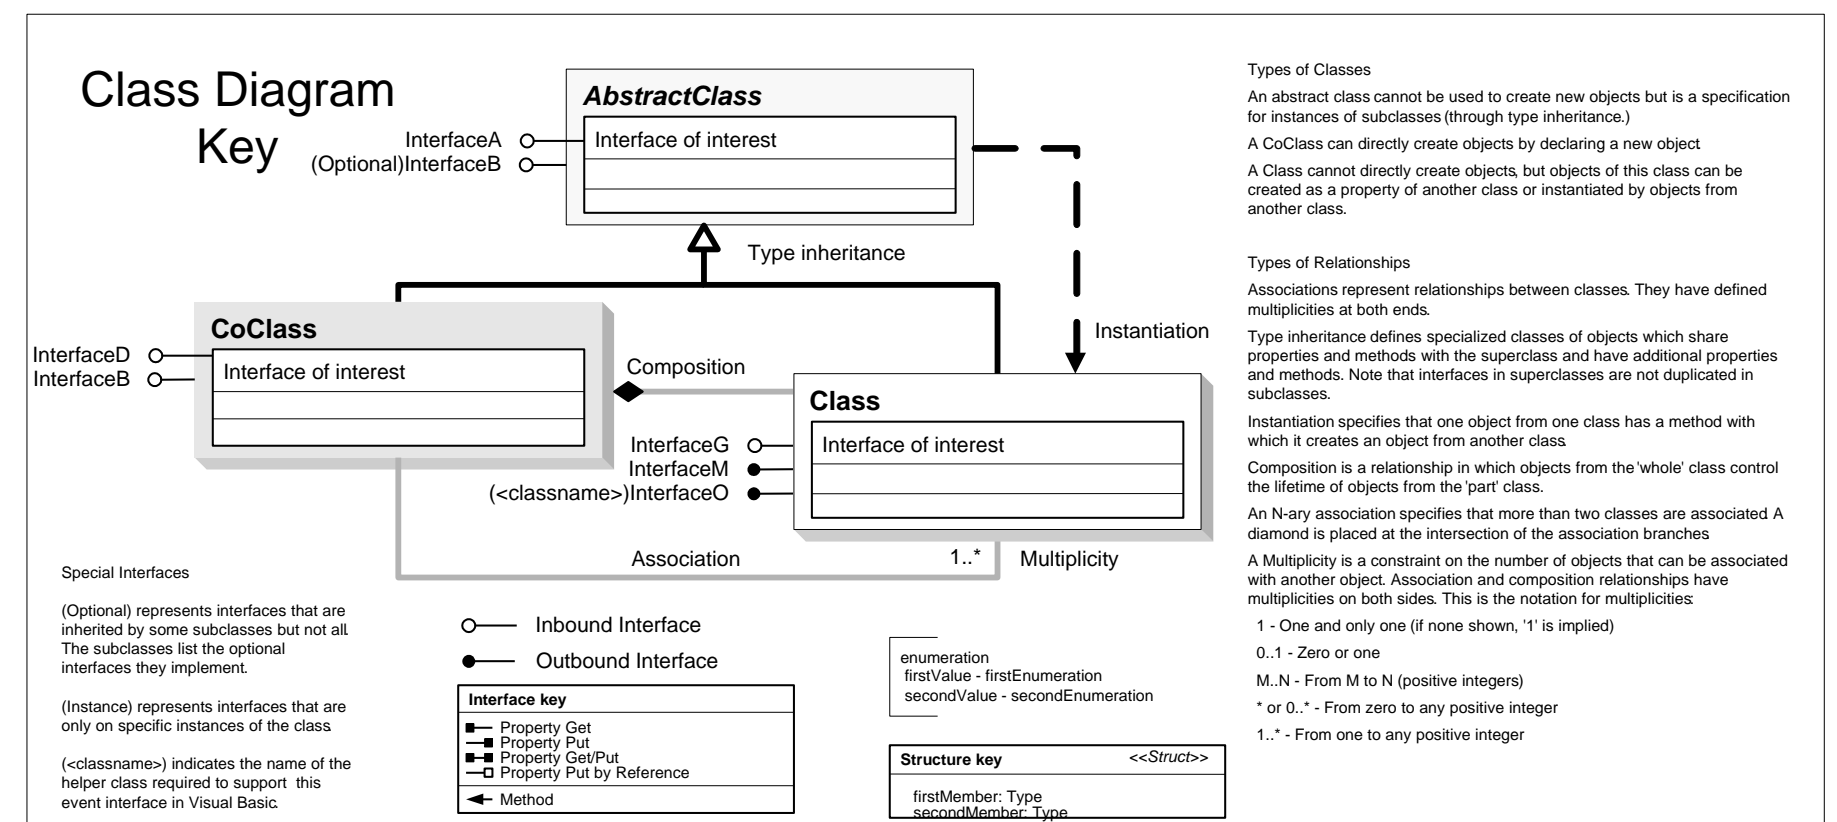 Class Diagram
Key
AbstractClass
Interface of interest
InterfaceA
(Optional)InterfaceB
Type inheritance
Instantiation
CoClass
Interface of interest
InterfaceD
InterfaceB
Composition
Class
Interface of interest
InterfaceG
InterfaceM
(<classname>)InterfaceO
Association
1..*
Multiplicity
Special Interfaces
(Optional) represents interfaces that are
inherited by some subclasses but not all.
The subclasses list the optional
interfaces they implement.
(Instance) represents interfaces that are
only on specific instances of the class.
(<classname>) indicates the name of the
helper class required to support this
event interface in Visual Basic.
Inbound Interface
Outbound Interface
Interface key
Property Get
Property Put
Property Get/Put
Property Put by Reference
Method
enumeration
firstValue - firstEnumeration
secondValue - secondEnumeration
Structure key <<Struct>>
firstMember: Type
secondMember: Type
Types of Classes
An abstract class cannot be used to create new objects but is a specification
for instances of subclasses (through type inheritance.)
A CoClass can directly create objects by declaring a new object.
A Class cannot directly create objects, but objects of this class can be
created as a property of another class or instantiated by objects from
another class.
Types of Relationships
Associations represent relationships between classes. They have defined
multiplicities at both ends.
Type inheritance defines specialized classes of objects which share
properties and methods with the superclass and have additional properties
and methods. Note that interfaces in superclasses are not duplicated in
subclasses.
Instantiation specifies that one object from one class has a method with
which it creates an object from another class.
Composition is a relationship in which objects from the 'whole' class control
the lifetime of objects from the 'part' class.
An N-ary association specifies that more than two classes are associated. A
diamond is placed at the intersection of the association branches.
A Multiplicity is a constraint on the number of objects that can be associated
with another object. Association and composition relationships have
multiplicities on both sides. This is the notation for multiplicities:
1 - One and only one (if none shown, '1' is implied)
0..1 - Zero or one
M..N - From M to N (positive integers)
* or 0..* - From zero to any positive integer
1..* - From one to any positive integer